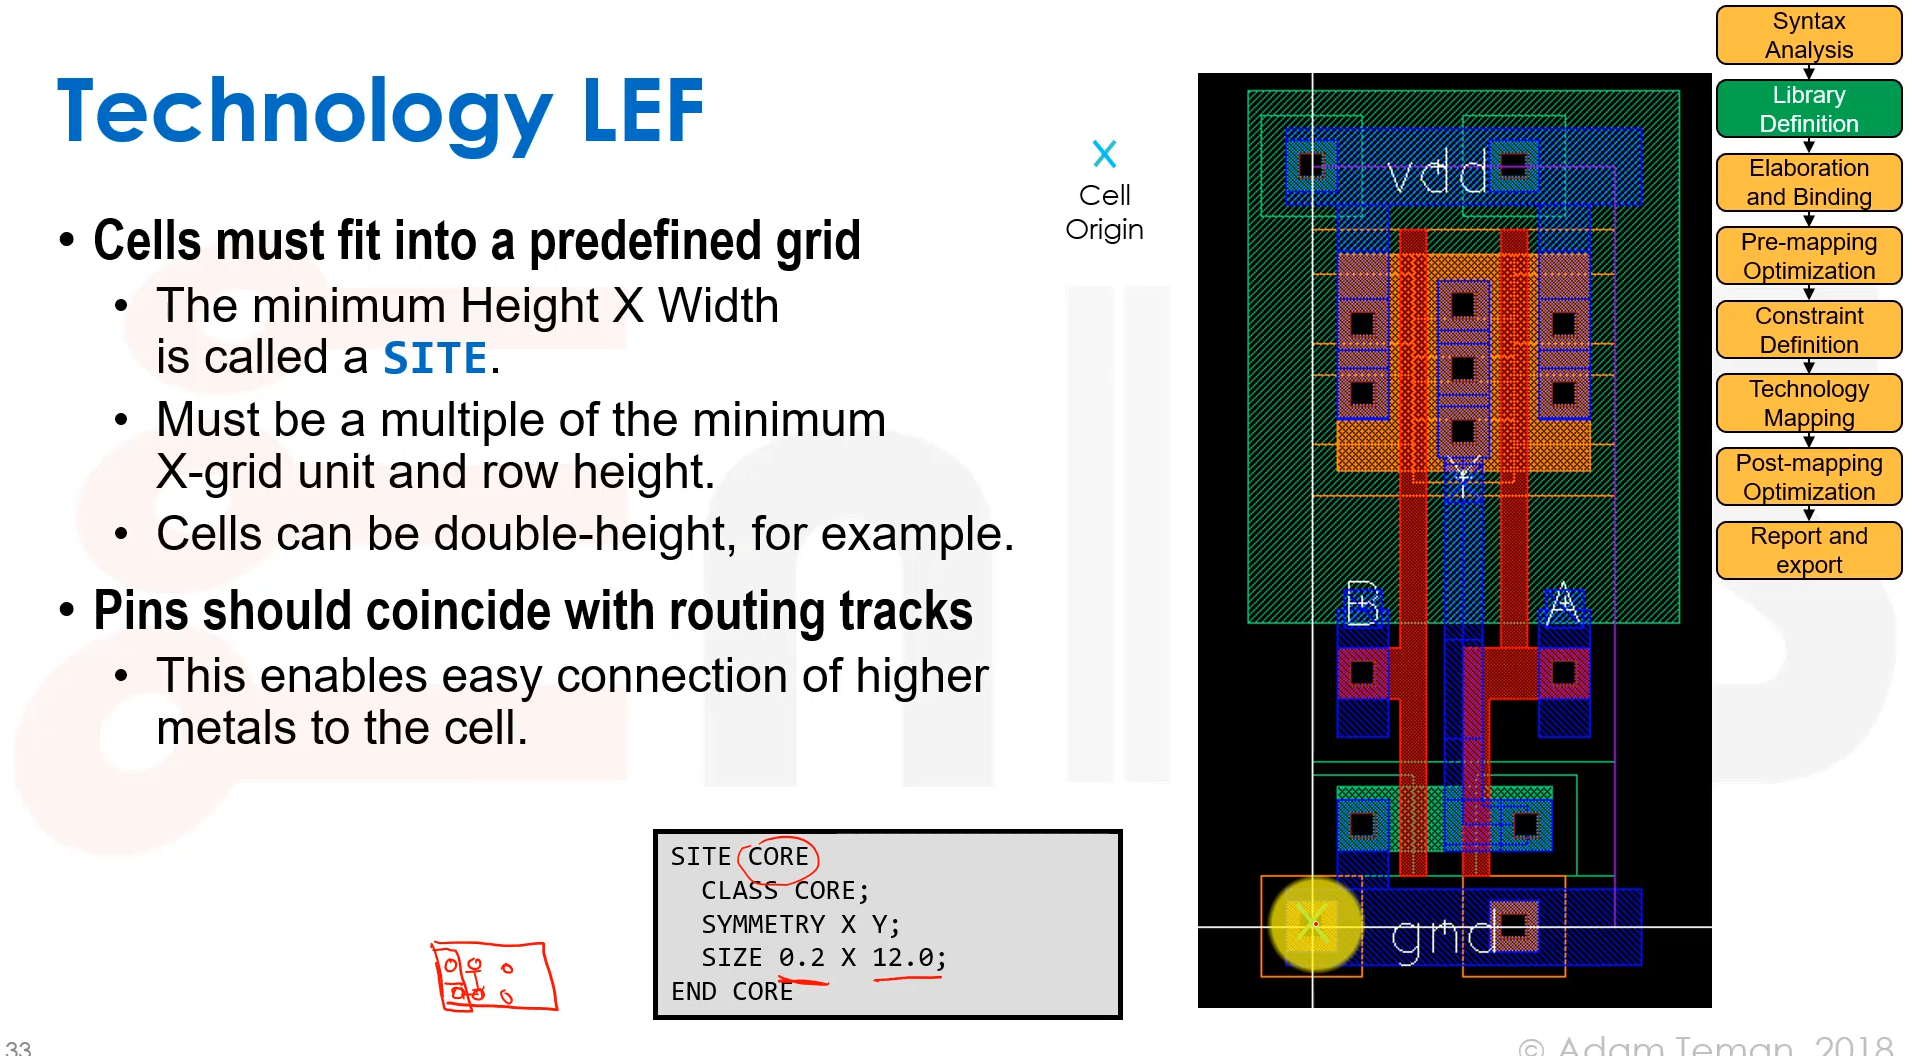 Technology LEF
• Cells must fit into a predefined grid
• The minimum Height X Width
is called a SITE.
• Must be a multiple of the minimum
X-grid unit and row height.
• Cells can be double-height, for example.
• Pins should coincide with routing tracks
• This enables easy connection of higher
metals to the cell.
SITE CORE
CLASS CORE;
SYMMETRY X Y;
SIZE 0.2 X 12.0;
END CORE
X
Cell
Origin
vdd
Y
B
A
gnd
Syntax
Analysis
Library
Definition
Elaboration
and Binding
Pre-mapping
Optimization
Constraint
Definition
Technology
Mapping
Post-mapping
Optimization
Report and
export
33
© Adam Teman, 2018